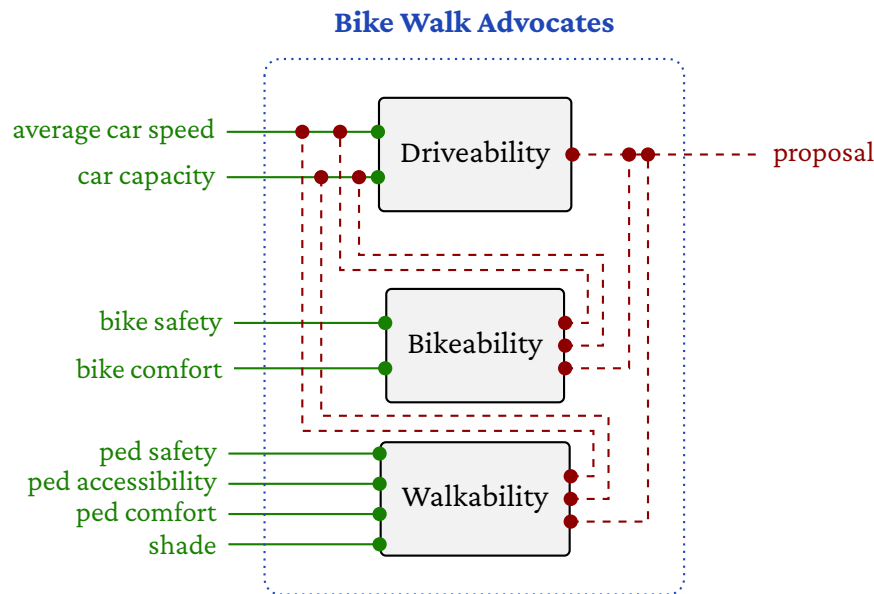 Bike Walk Advocates
average car speed
car capacity
Driveability
proposal
bike safety
bike comfort
Bikeability
ped safety
ped accessibility
ped comfort
shade
Walkability